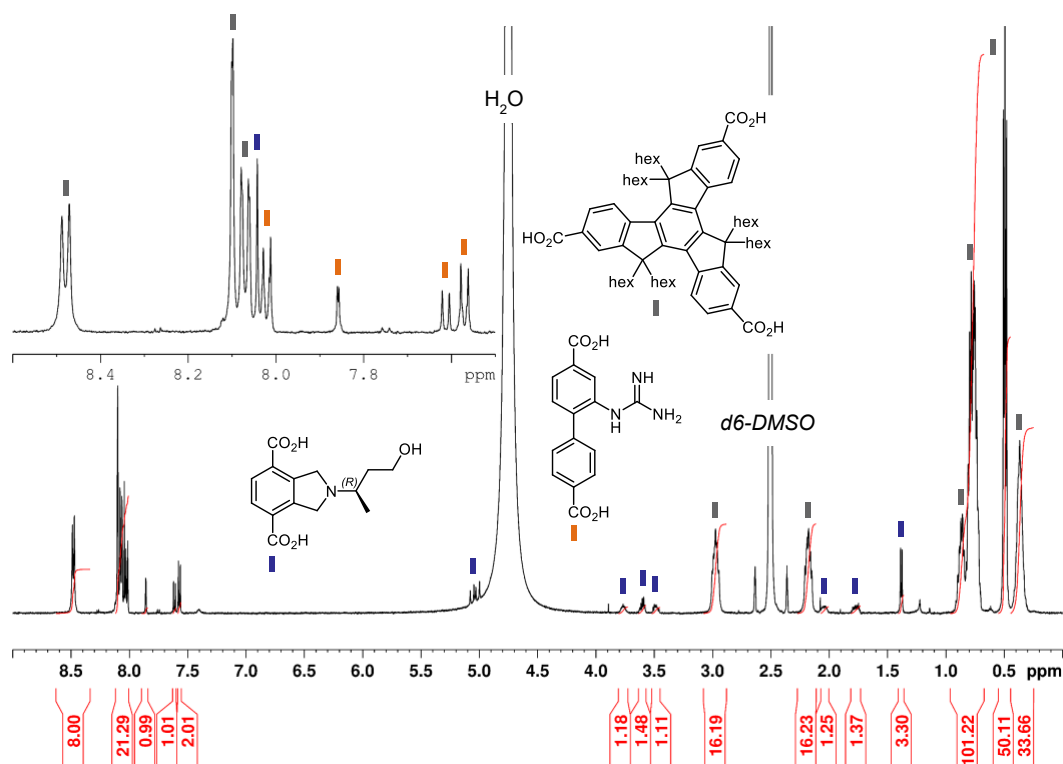 H2O
CO2H
hex
hex
hex
hex
HO2C
hex hex
CO2H
8.4 8.2 8.0 7.8 ppm
CO2H
NH
N
H
NH2
CO2H
d6-DMSO
CO2H
OH
(R)
N
CO2H
8.5 8.0 7.5 7.0 6.5 6.0 5.5 5.0 4.5 4.0 3.5 3.0 2.5 2.0 1.5 1.0 ppm
8.00 21.29 0.99 1.01 2.01 1.18 1.48 1.11 16.19 16.23 1.25 1.37 3.30 101.22 50.11 33.66